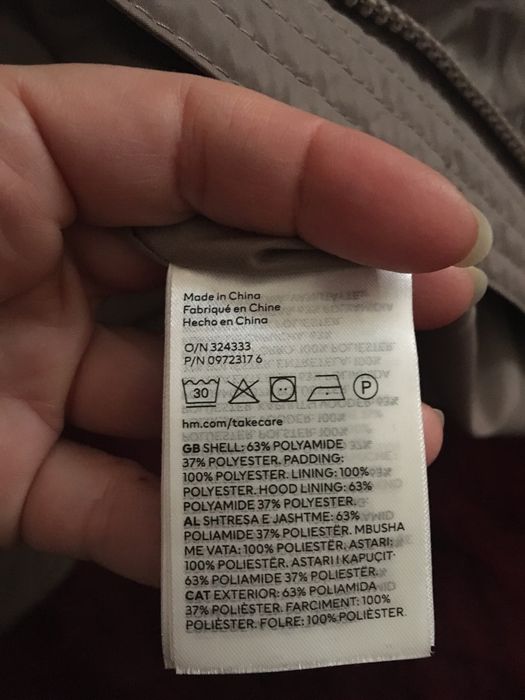 Made in China
Fabriqué en Chine
Hecho en China
O/N 324333
P/N 0972317 6
30
P
hm.com/takecare
GB SHELL: 63% POLYAMIDE
37% POLYESTER. PADDING:
100% POLYESTER. LINING: 100%
POLYESTER. HOOD LINING: 63%
POLYAMIDE 37% POLYESTER.
AL SHTRESA E JASHTME: 63%
POLIAMIDE 37% POLIESTËR. MBUSHA
ME VATA: 100% POLIESTËR. ASTARI:
100% POLIESTËR. ASTARI I KAPUCIT:
63% POLIAMIDE 37% POLIESTËR.
CAT EXTERIOR: 63% POLIAMIDA
37% POLIÈSTER. FARCIMENT: 100%
POLIÈSTER. FOLRE: 100% POLIÈSTER.